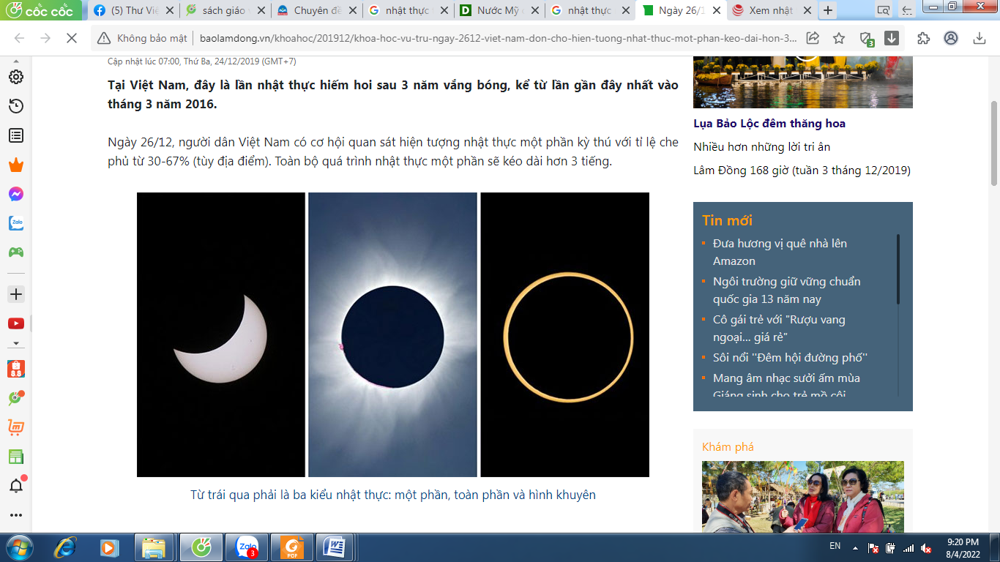 cốc cốc
(5) Thư Việ
sách giáo v
Chuyên đề
nhật thực
Nước Mỹ
nhật thực
Ngày 26/1
Xem nhật
Không bảo mật
baolamdong.vn/khoahoc/201912/khoa-hoc-vu-tru-ngay-2612-viet-nam-don-cho-hien-tuong-nhat-thuc-mot-phan-keo-dai-hon-3...
3
Cập nhật lúc 07:00, Thứ Ba, 24/12/2019 (GMT+7)
Tại Việt Nam, đây là lần nhật thực hiếm hoi sau 3 năm vắng bóng, kể từ lần gần đây nhất vào
tháng 3 năm 2016.
Ngày 26/12, người dân Việt Nam có cơ hội quan sát hiện tượng nhật thực một phần kỳ thú với tỉ lệ che
phủ từ 30-67% (tùy địa điểm). Toàn bộ quá trình nhật thực một phần sẽ kéo dài hơn 3 tiếng.
Từ trái qua phải là ba kiểu nhật thực: một phần, toàn phần và hình khuyên
Lụa Bảo Lộc đêm thăng hoa
Nhiều hơn những lời tri ân
Lâm Đồng 168 giờ (tuần 3 tháng 12/2019)
Tin mới
Đưa hương vị quê nhà lên
Amazon
Ngôi trường giữ vững chuẩn
quốc gia 13 năm nay
Cô gái trẻ với "Rượu vang
ngoại... giá rẻ"
Sôi nổi "Đêm hội đường phố"
Mang âm nhạc sưởi ấm mùa
Giáng sinh cho trẻ mồ côi
Khám phá
Zalo
8.8
Zalo
3
PDF
EN
9:20 PM
8/4/2022